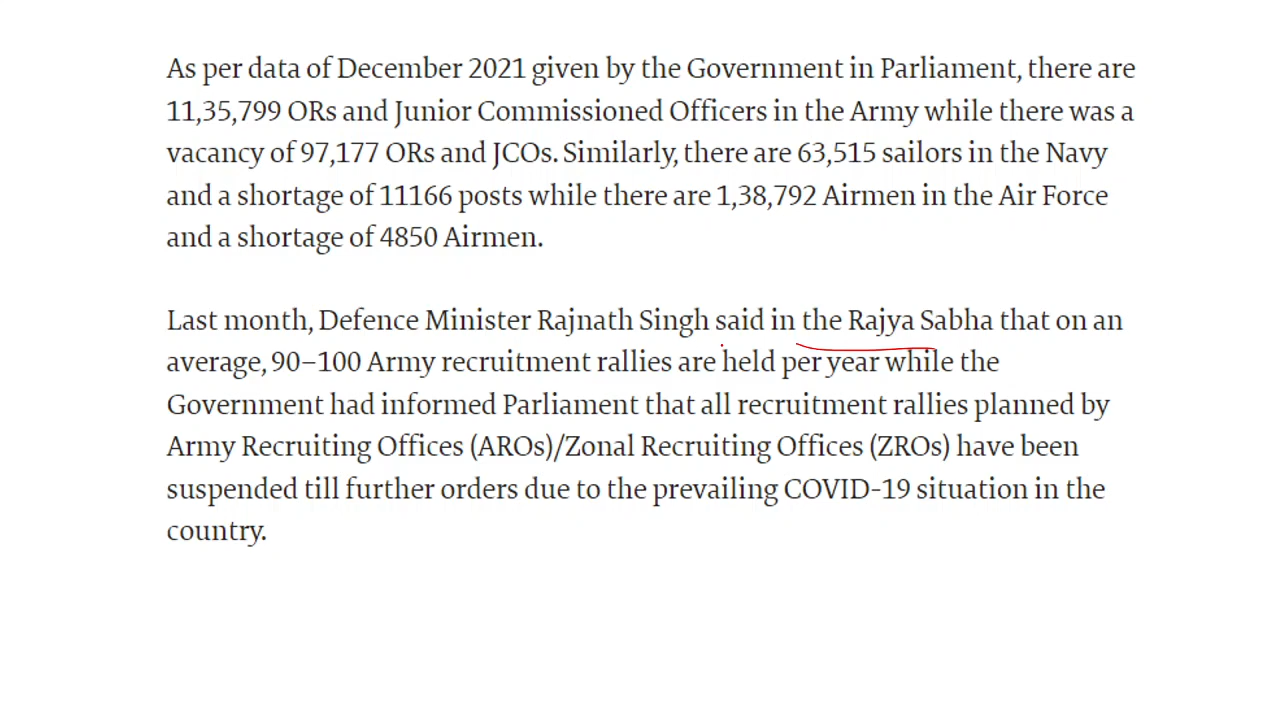 As per data of December 2021 given by the Government in Parliament, there are
11,35,799 ORs and Junior Commissioned Officers in the Army while there was a
vacancy of 97,177 ORs and JCOs. Similarly, there are 63,515 sailors in the Navy
and a shortage of 11166 posts while there are 1,38,792 Airmen in the Air Force
and a shortage of 4850 Airmen.
Last month, Defence Minister Rajnath Singh said in the Rajya Sabha that on an
average, 90–100 Army recruitment rallies are held per year while the
Government had informed Parliament that all recruitment rallies planned by
Army Recruiting Offices (AROs)/Zonal Recruiting Offices (ZROs) have been
suspended till further orders due to the prevailing COVID-19 situation in the
country.